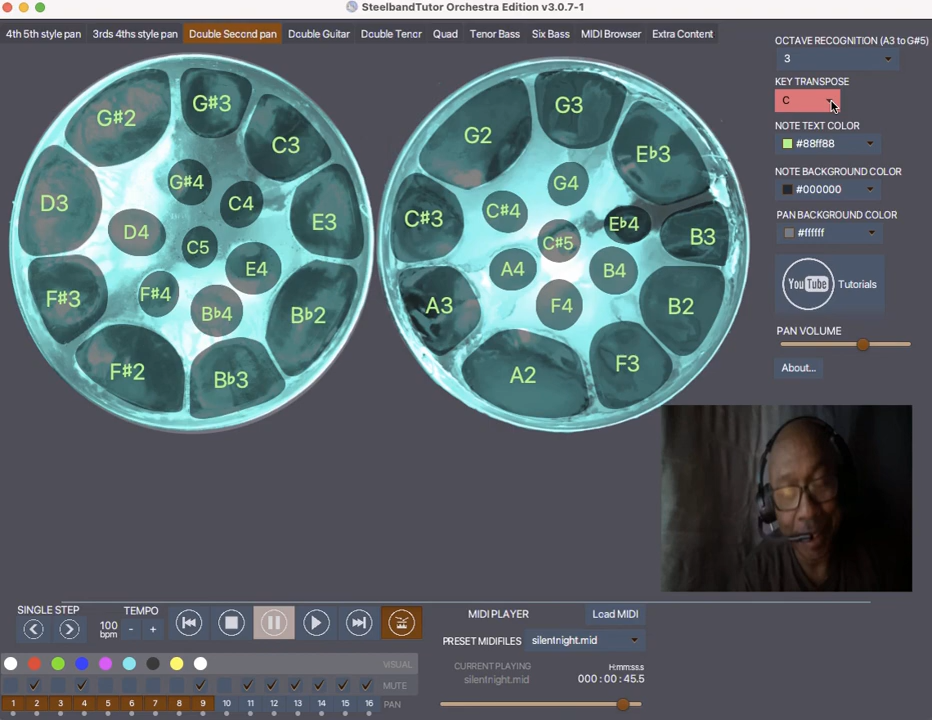 SteelbandTutor Orchestra Edition v3.0.7-1
4th 5th style pan 3rds 4ths style pan Double Second pan Double Guitar Double Tenor Quad Tenor Bass Six Bass MIDI Browser Extra Content
OCTAVE RECOGNITION (A3 to G#5)
3
KEY TRANSPOSE
C
NOTE TEXT COLOR
#88ff88
NOTE BACKGROUND COLOR
#000000
PAN BACKGROUND COLOR
#ffffff
You Tube Tutorials
PAN VOLUME
About...
G#2 G#3 C3
D3 G#4 C4 E3
D4 C5 E4
F#3 F#4 B♭4 B♭2
F#2 B♭3
G2 G3 E♭3
C#3 C#4 G4 E♭4 B3
C#5
A3 A4 B4 B2
F4
A2 F3
SINGLE STEP TEMPO
100 bpm - +
MIDI PLAYER Load MIDI
PRESET MIDIFILES silentnight.mid
CURRENT PLAYING H:mm:ss.s
silentnight.mid 000 : 00 : 45.5
VISUAL
MUTE
1 2 3 4 5 6 7 8 9 10 11 12 13 14 15 16 PAN